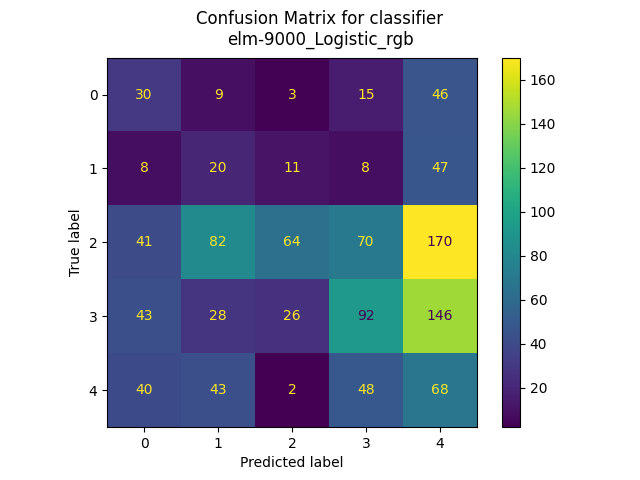 Confusion Matrix for classifier
elm-9000_Logistic_rgb
0 30 9 3 15 46
1 8 20 11 8 47
2 41 82 64 70 170
3 43 28 26 92 146
4 40 43 2 48 68
0 1 2 3 4
Predicted label
True label
160
140
120
100
80
60
40
20